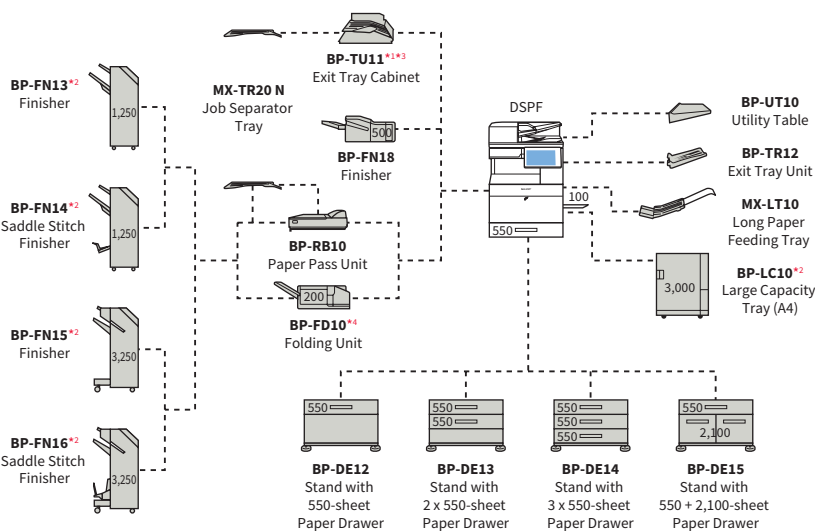 BP-FN13*2
Finisher
1,250
BP-FN14*2
Saddle Stitch
Finisher
1,250
BP-FN15*2
Finisher
3,250
BP-FN16*2
Saddle Stitch
Finisher
3,250
MX-TR20 N
Job Separator
Tray
BP-TU11*1*3
Exit Tray Cabinet
500
BP-FN18
Finisher
BP-RB10
Paper Pass Unit
200
BP-FD10*4
Folding Unit
DSPF
100
550
BP-UT10
Utility Table
BP-TR12
Exit Tray Unit
MX-LT10
Long Paper
Feeding Tray
3,000
BP-LC10*2
Large Capacity
Tray (A4)
550
BP-DE12
Stand with
550-sheet
Paper Drawer
550
550
BP-DE13
Stand with
2 x 550-sheet
Paper Drawer
550
550
550
BP-DE14
Stand with
3 x 550-sheet
Paper Drawer
550
2,100
BP-DE15
Stand with
550 + 2,100-sheet
Paper Drawer